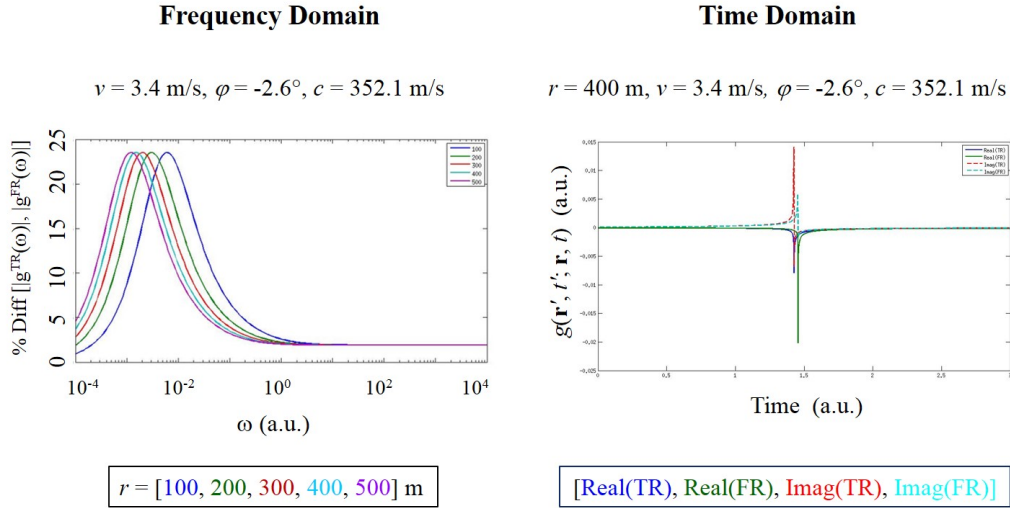 Frequency Domain
v = 3.4 m/s, φ = -2.6°, c = 352.1 m/s
% Diff [|g^TR(ω)|, |g^FR(ω)|]
25
20
15
10
5
0
100
200
300
400
500
10^-4
10^-2
10^0
10^2
10^4
ω (a.u.)
r = [100, 200, 300, 400, 500] m
Time Domain
r = 400 m, v = 3.4 m/s, φ = -2.6°, c = 352.1 m/s
g(r', t'; r, t) (a.u.)
0.015
0.01
0.005
0
-0.005
-0.01
-0.015
-0.02
-0.025
Real(TR)
Real(FR)
Imag(TR)
Imag(FR)
0
0.5
1
1.5
2
2.5
3
Time (a.u.)
[Real(TR), Real(FR), Imag(TR), Imag(FR)]